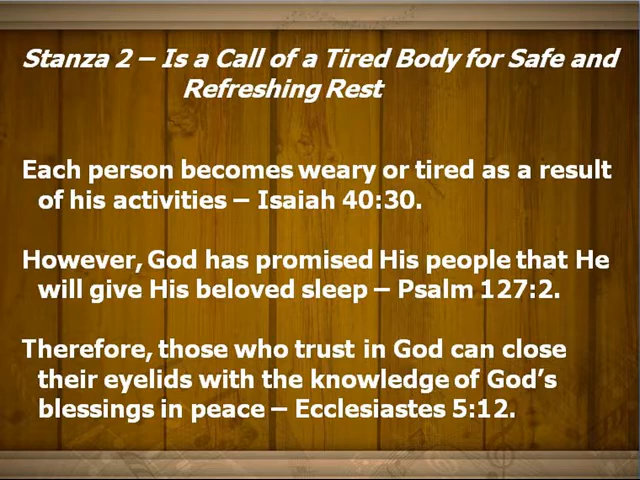 Stanza 2 – Is a Call of a Tired Body for Safe and
Refreshing Rest
Each person becomes weary or tired as a result
of his activities – Isaiah 40:30.
However, God has promised His people that He
will give His beloved sleep – Psalm 127:2.
Therefore, those who trust in God can close
their eyelids with the knowledge of God’s
blessings in peace – Ecclesiastes 5:12.